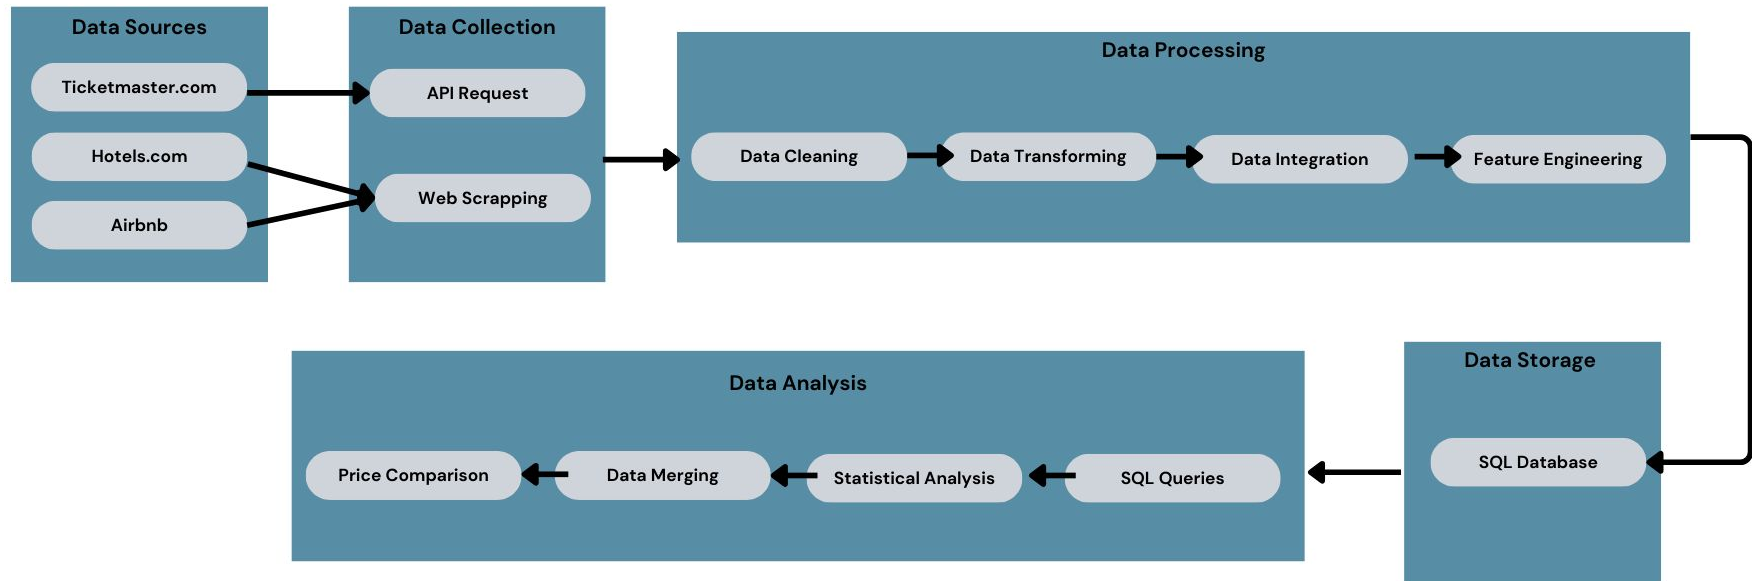 Data Sources
Ticketmaster.com
Hotels.com
Airbnb
Data Collection
API Request
Web Scrapping
Data Processing
Data Cleaning
Data Transforming
Data Integration
Feature Engineering
Data Storage
SQL Database
Data Analysis
SQL Queries
Statistical Analysis
Data Merging
Price Comparison